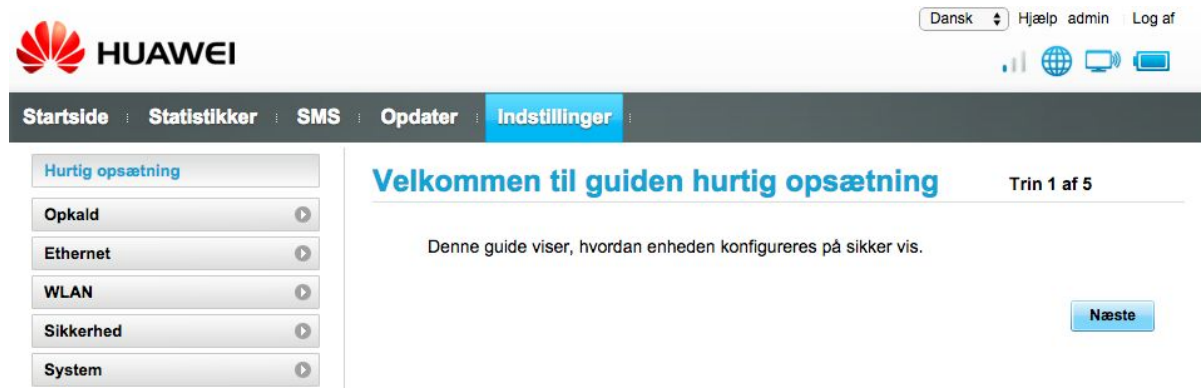 Dansk Hjælp admin Log af
HUAWEI
Startside Statistikker SMS Opdater Indstillinger
Hurtig opsætning
Opkald
Ethernet
WLAN
Sikkerhed
System
Velkommen til guiden hurtig opsætning Trin 1 af 5
Denne guide viser, hvordan enheden konfigureres på sikker vis.
Næste